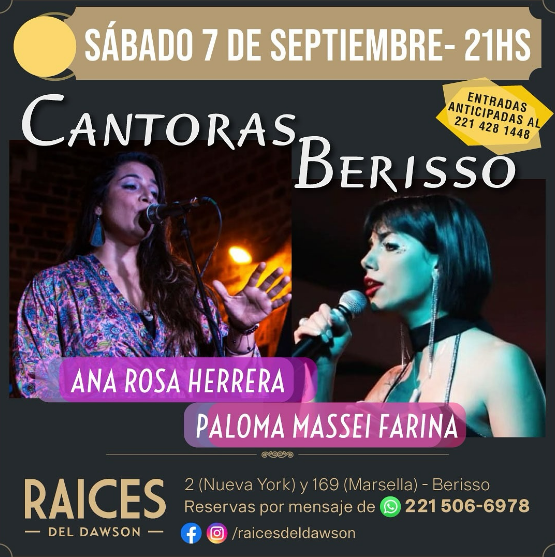 SÁBADO 7 DE SEPTIEMBRE- 21HS
ENTRADAS
ANTICIPADAS AL
221 428 1448
CANTORAS
BERISSO
ANA ROSA HERRERA
PALOMA MASSEI FARINA
RAICES
DEL DAWSON
2 (Nueva York) y 169 (Marsella) - Berisso
Reservas por mensaje de 221 506-6978
/raicesdeldawson